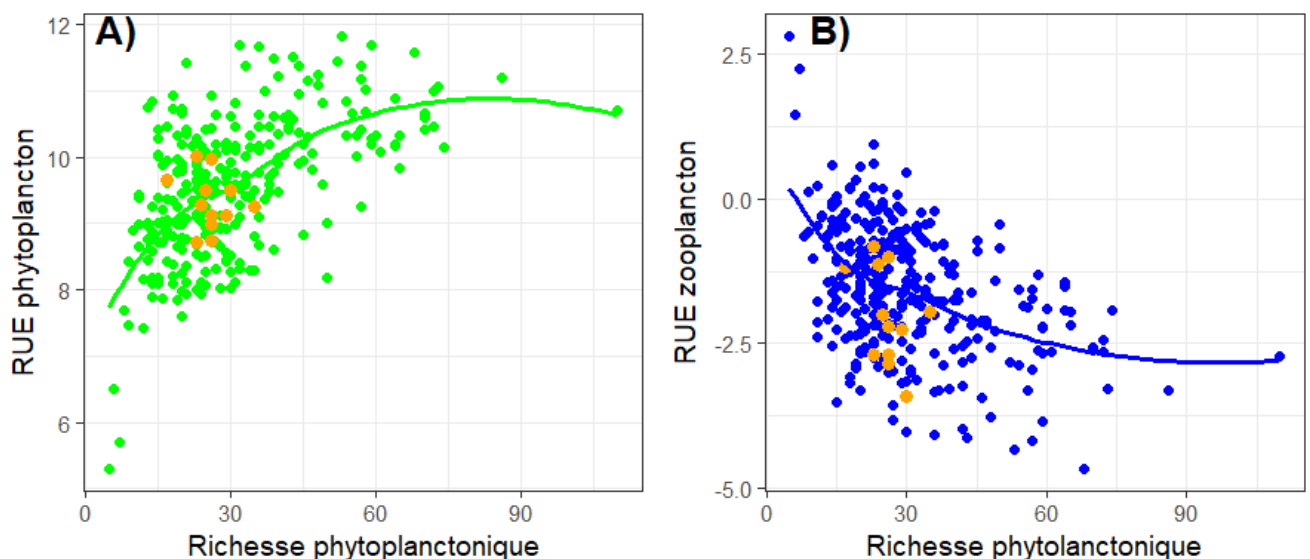 A)
12
10
8
6
RUE phytoplancton
0
30
60
90
Richesse phytoplanctonique
B)
2.5
0.0
-2.5
-5.0
RUE zooplancton
0
30
60
90
Richesse phytolanctonique